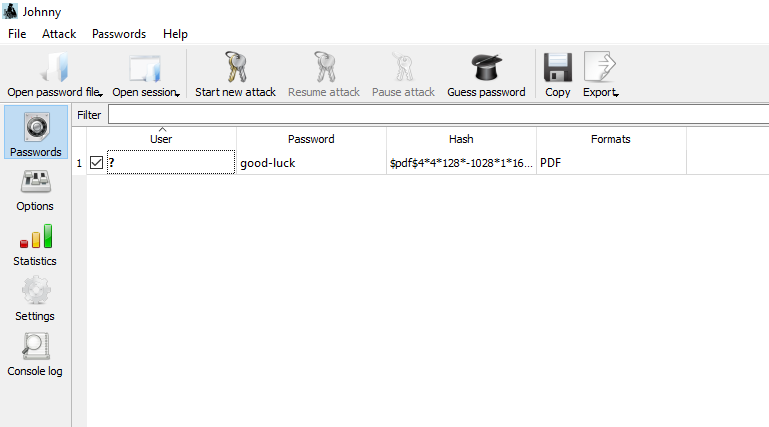 Johnny
File Attack Passwords Help
Open password file Open session Start new attack Resume attack Pause attack Guess password Copy Export
Filter
Passwords
Options
Statistics
Settings
Console log
User Password Hash Formats
1 ? good-luck $pdf$4*4*128*-1028*1*16... PDF